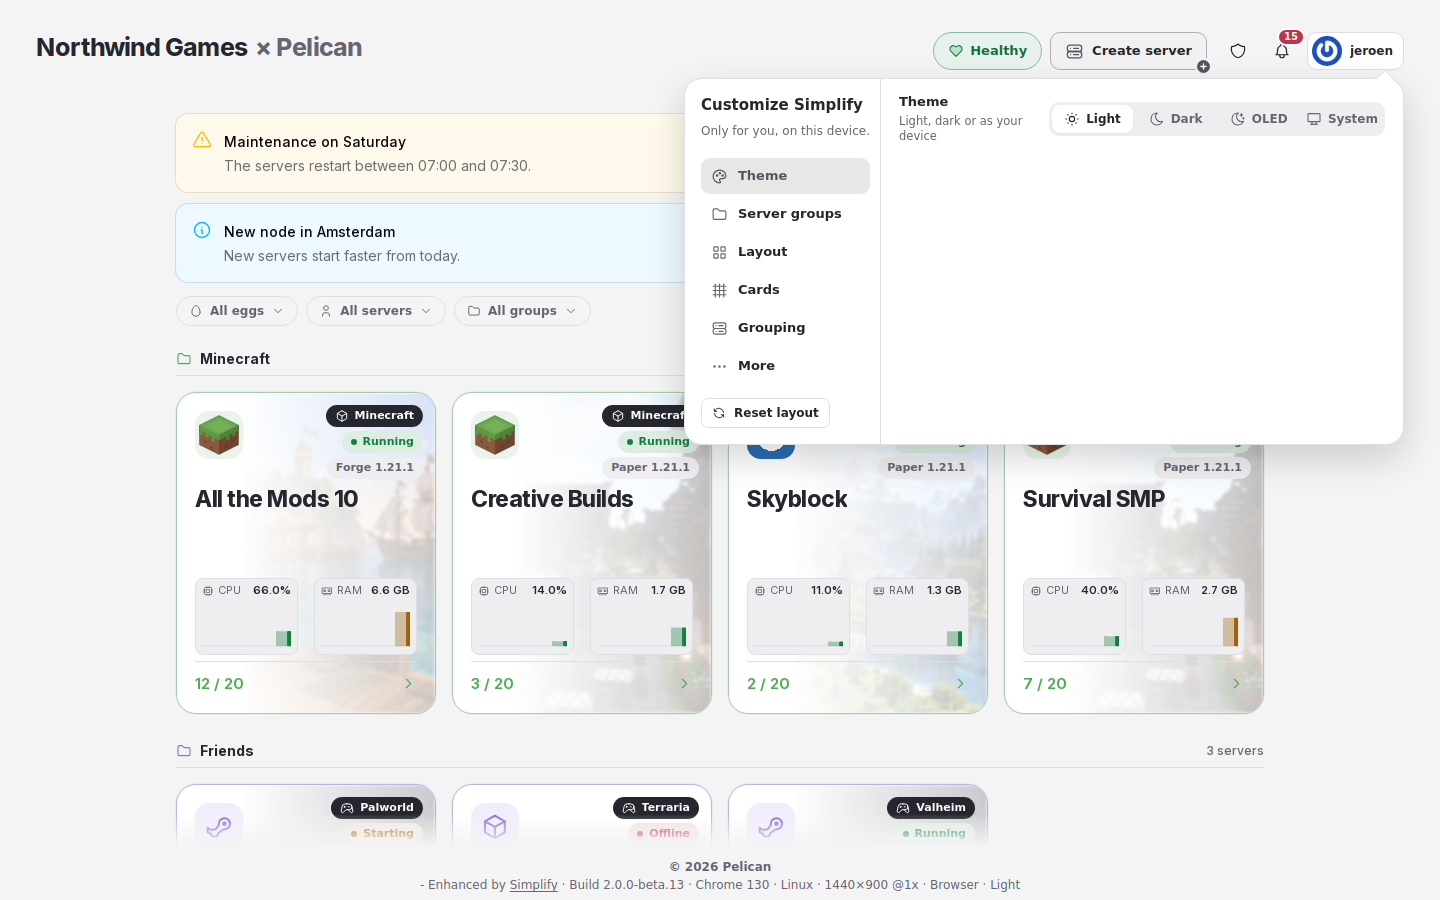 Northwind Games × Pelican
Healthy
Create server
15
jeroen
Maintenance on Saturday
The servers restart between 07:00 and 07:30.
New node in Amsterdam
New servers start faster from today.
Customize Simplify
Only for you, on this device.
Theme
Server groups
Layout
Cards
Grouping
More
Reset layout
Theme
Light, dark or as your device
Light
Dark
OLED
System
All eggs
All servers
All groups
Minecraft
Minecraft
Running
Forge 1.21.1
All the Mods 10
CPU 66.0%
RAM 6.6 GB
12 / 20
Running
Paper 1.21.1
Creative Builds
CPU 14.0%
RAM 1.7 GB
3 / 20
Paper 1.21.1
Skyblock
CPU 11.0%
RAM 1.3 GB
2 / 20
Paper 1.21.1
Survival SMP
CPU 40.0%
RAM 2.7 GB
7 / 20
Friends
3 servers
Palworld
Starting
Terraria
Offline
Valheim
Running
© 2026 Pelican
- Enhanced by Simplify · Build 2.0.0-beta.13 · Chrome 130 · Linux · 1440×900 @1x · Browser · Light